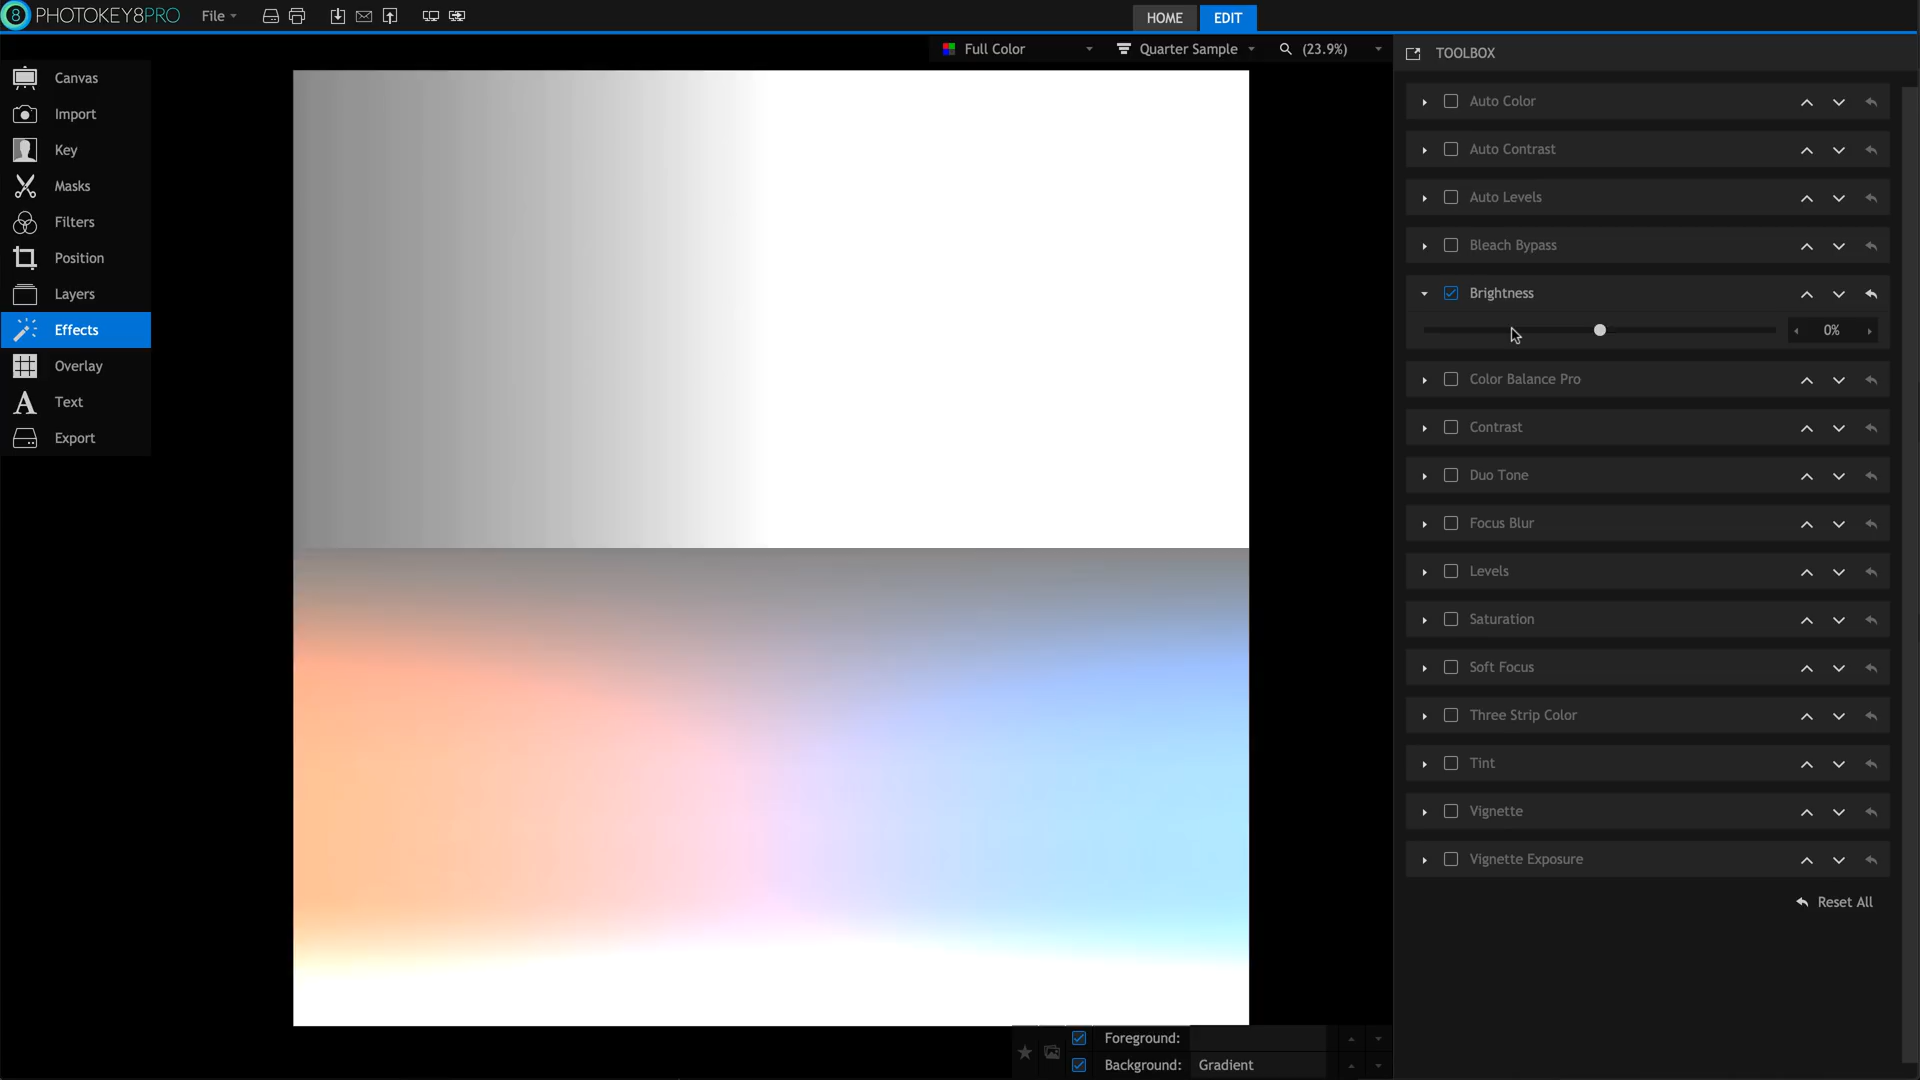 8 PHOTOKEY8PRO File HOME EDIT
Full Color Quarter Sample (23.9%)
Canvas
Import
Key
Masks
Filters
Position
Layers
Effects
Overlay
Text
Export
TOOLBOX
Auto Color
Auto Contrast
Auto Levels
Bleach Bypass
Brightness
0%
Color Balance Pro
Contrast
Duo Tone
Focus Blur
Levels
Saturation
Soft Focus
Three Strip Color
Tint
Vignette
Vignette Exposure
Reset All
Foreground:
Background: Gradient